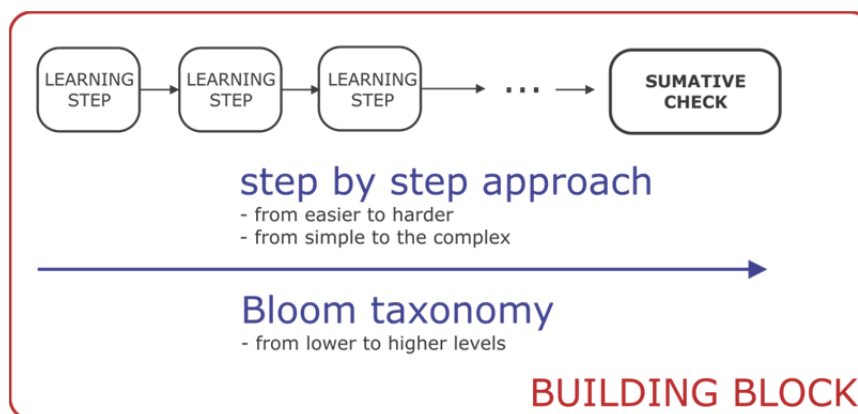 LEARNING
STEP
LEARNING
STEP
LEARNING
STEP
...
SUMATIVE
CHECK
step by step approach
- from easier to harder
- from simple to the complex
Bloom taxonomy
- from lower to higher levels
BUILDING BLOCK